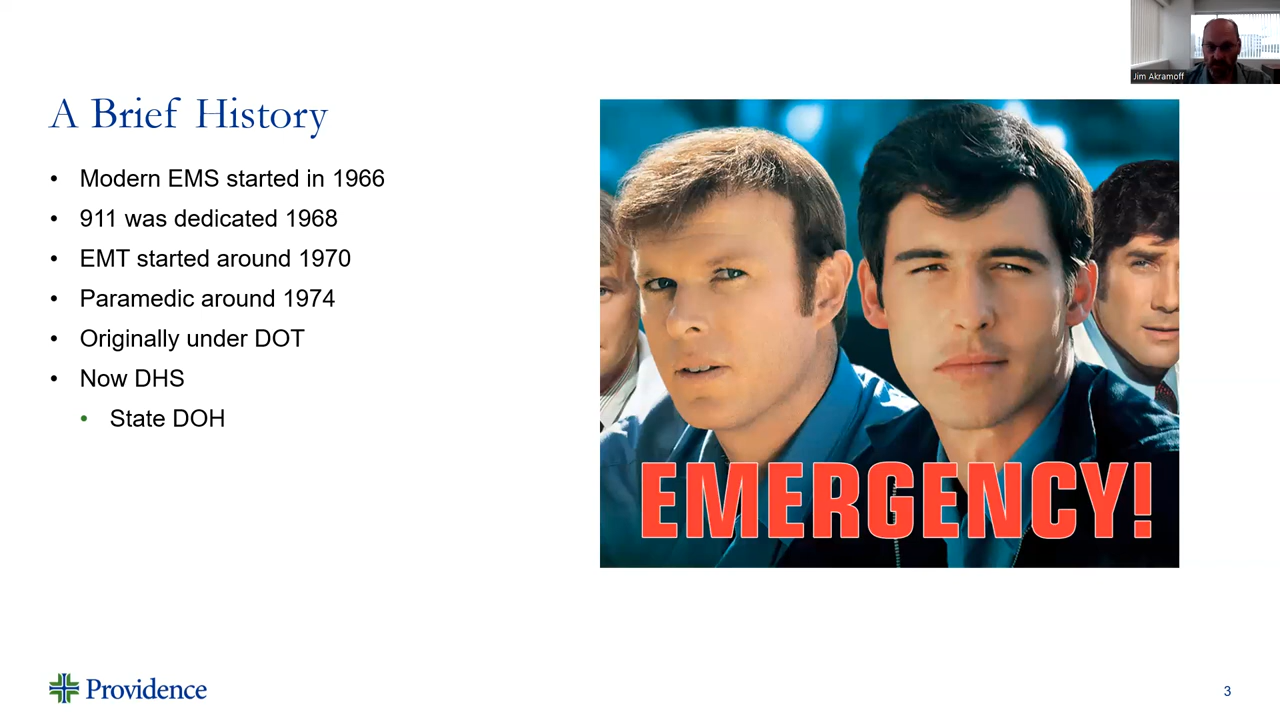 Jim Akramoff
A Brief History
• Modern EMS started in 1966
• 911 was dedicated 1968
• EMT started around 1970
• Paramedic around 1974
• Originally under DOT
• Now DHS
• State DOH
EMERGENCY!
Providence
3